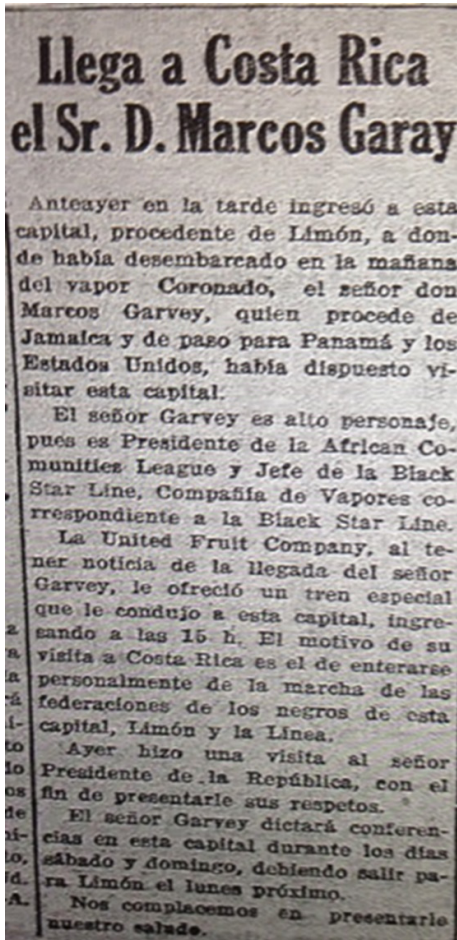 Llega a Costa Rica
el Sr. D. Marcos Garay
Anteayer en la tarde ingresó a esta
capital, procedente de Limón, a don-
de había desembarcado en la mañana
del vapor Coronado, el señor don
Marcos Garvey, quien procede de
Jamaica y de paso para Panamá y los
Estados Unidos, había dispuesto vi-
sitar esta capital.
El señor Garvey es alto personaje,
pues es Presidente de la African Co-
munities League y Jefe de la Black
Star Line, Compañía de Vapores co-
rrespondiente a la Black Star Line.
La United Fruit Company, al te-
ner noticia de la llegada del señor
Garvey, le ofreció un tren especial
que le condujo a esta capital, ingre-
sando a las 15 h. El motivo de su
visita a Costa Rica es el de enterarse
personalmente de la marcha de las
federaciones de los negros de esta
capital, Limón y la Línea.
Ayer hizo una visita al señor
Presidente de la República, con el
fin de presentarle sus respetos.
El señor Garvey dictará conferen-
cias en esta capital durante los días
sábado y domingo, debiendo salir pa-
ra Limón el lunes próximo.
Nos complacemos en presentarle
nuestro saludo.